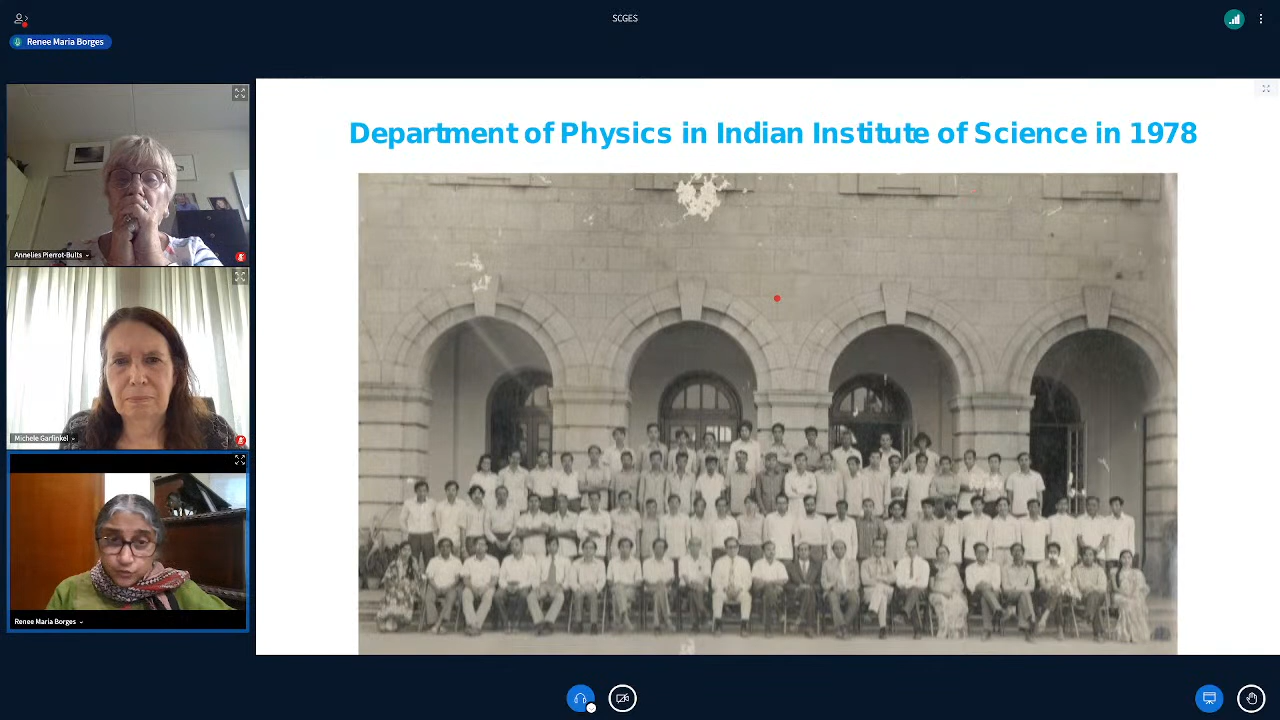 SCGES
Renee Maria Borges
Department of Physics in Indian Institute of Science in 1978
Annelies Pierrot-Bults
Michele Garfinkel
Renee Maria Borges